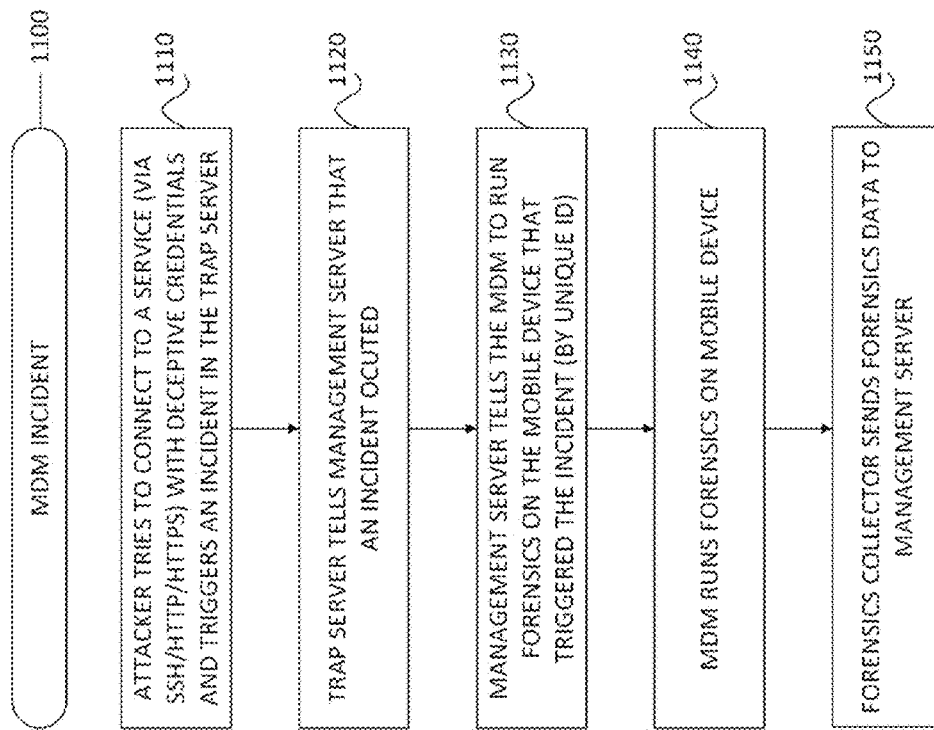 MDM INCIDENT
1100
ATTACKER TRIES TO CONNECT TO A SERVICE (VIA
SSH/HTTP/HTTPS) WITH DECEPTIVE CREDENTIALS
AND TRIGGERS AN INCIDENT IN THE TRAP SERVER
1110
TRAP SERVER TELLS MANAGEMENT SERVER THAT
AN INCIDENT OCUTED
1120
MANAGEMENT SERVER TELLS THE MDM TO RUN
FORENSICS ON THE MOBILE DEVICE THAT
TRIGGERED THE INCIDENT (BY UNIQUE ID)
1130
MDM RUNS FORENSICS ON MOBILE DEVICE
1140
FORENSICS COLLECTOR SENDS FORENSICS DATA TO
MANAGEMENT SERVER
1150